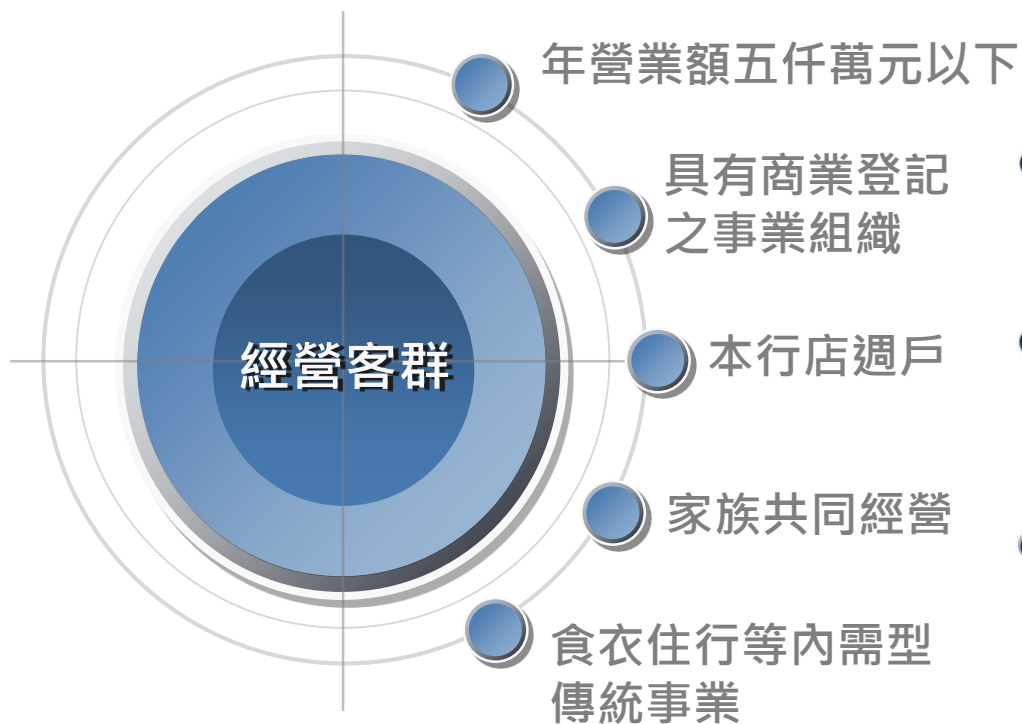 年營業額五仟萬元以下
具有商業登記
之事業組織
經營客群
本行店週戶
家族共同經營
食衣住行等內需型
傳統事業